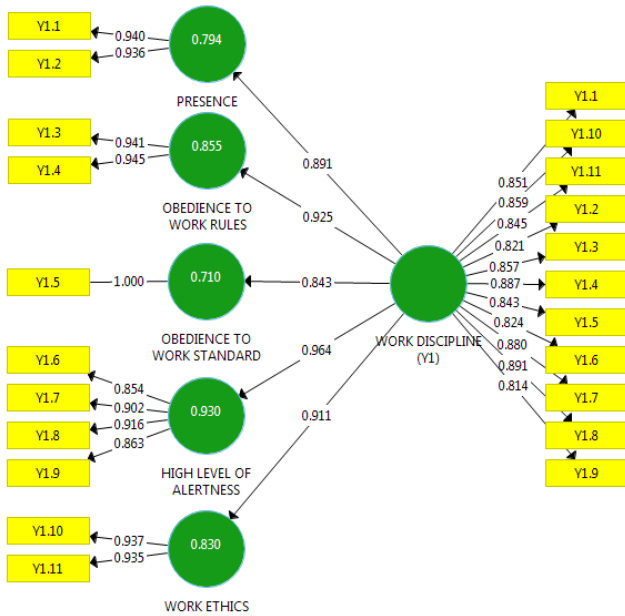 Y1.1
0.940
0.936
Y1.2
0.794
PRESENCE
Y1.3
0.941
0.945
Y1.4
0.855
OBEDIENCE TO
WORK RULES
Y1.5
1.000
0.710
OBEDIENCE TO
WORK STANDARD
Y1.6
Y1.7
Y1.8
Y1.9
0.854
0.902
0.916
0.863
0.930
HIGH LEVEL OF
ALERTNESS
Y1.10
Y1.11
0.937
0.935
0.830
WORK ETHICS
0.891
0.925
0.843
0.964
0.911
WORK DISCIPLINE
(Y1)
0.851
0.859
0.845
0.821
0.857
0.887
0.843
0.824
0.880
0.891
0.814
Y1.1
Y1.10
Y1.11
Y1.2
Y1.3
Y1.4
Y1.5
Y1.6
Y1.7
Y1.8
Y1.9